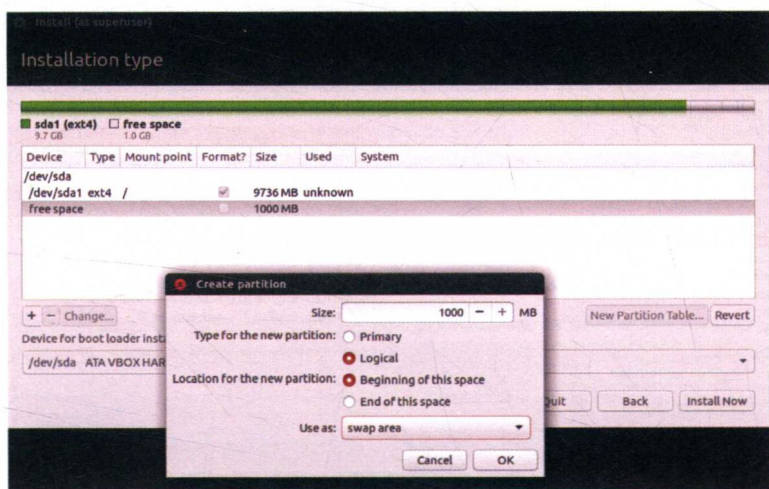 Install (as superuser)
Installation type
sda1 (ext4) free space
9.7 GB 1.0 GB
Device Type Mount point Format? Size Used System
/dev/sda
/dev/sda1 ext4 / 9736 MB unknown
free space 1000 MB
+ - Change... New Partition Table... Revert
Device for boot loader insta
/dev/sda ATA VBOX HAR
Quit Back Install Now
Create partition
Size: 1000 - + MB
Type for the new partition: Primary
Logical
Location for the new partition: Beginning of this space
End of this space
Use as: swap area
Cancel OK